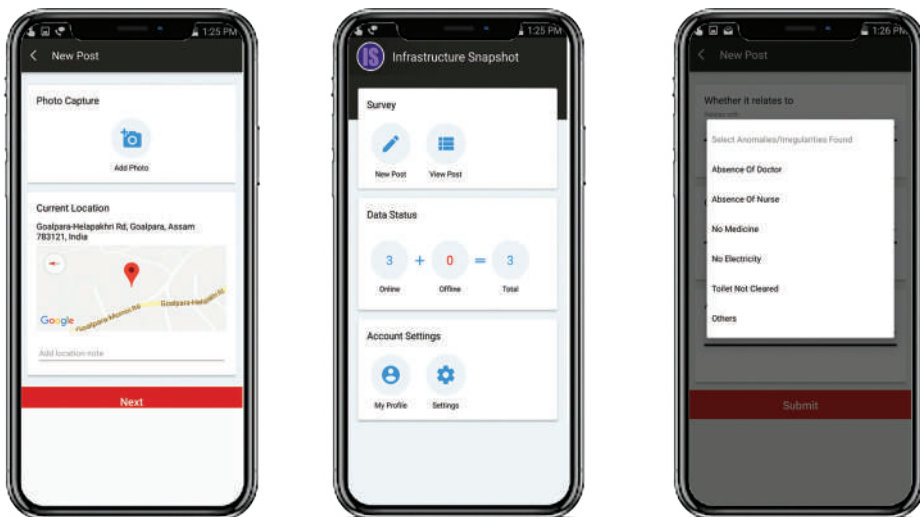 1:25 PM
New Post
Photo Capture
Add Photo
Current Location
Goalpara-Helapakhri Rd, Goalpara, Assam
783121, India
Goalpara-Mornoi Rd
Google
Add location note
Next
1:25 PM
IS
Infrastructure Snapshot
Survey
New Post
View Post
Data Status
3 + 0 = 3
Online
Offline
Total
Account Settings
My Profile
Settings
1:26 PM
New Post
Whether it relates to
Select Anomalies/Irregularities Found
Absence Of Doctor
Absence Of Nurse
No Medicine
No Electricity
Toilet Not Cleared
Others
Submit